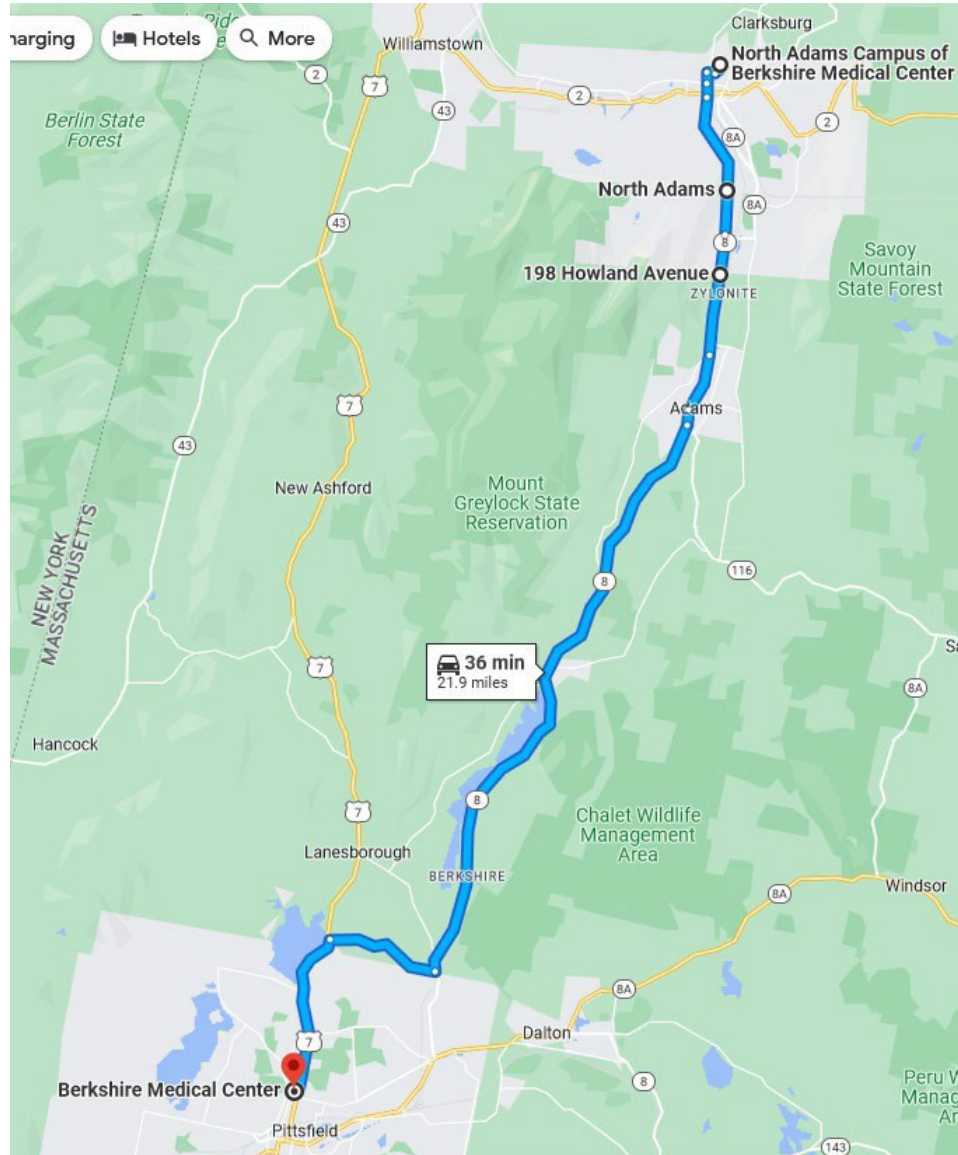 harging
Hotels
More
Clarksburg
Williamstown
North Adams Campus of
Berkshire Medical Center
2
7
43
2
2
8A
Berlin State
Forest
North Adams
8A
43
8
Savoy
Mountain
State Forest
198 Howland Avenue
ZYLONITE
7
Adams
43
New Ashford
Mount
Greylock State
Reservation
NEW YORK
MASSACHUSETTS
116
8
36 min
21.9 miles
7
8A
Hancock
8
7
Chalet Wildlife
Management
Area
Lanesborough
BERKSHIRE
8A
Windsor
8A
Dalton
7
8
Berkshire Medical Center
Pittsfield
143